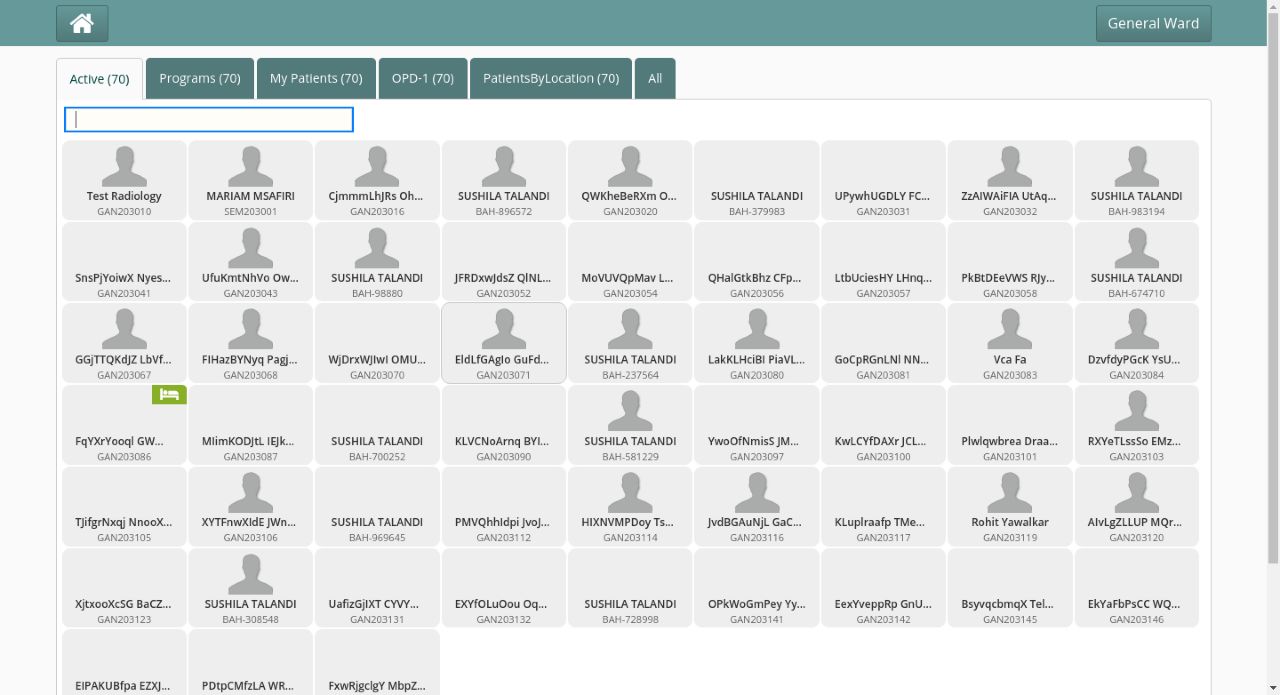 General Ward
Active (70) Programs (70) My Patients (70) OPD-1 (70) PatientsByLocation (70) All
Test Radiology MARIAM MSAFIRI CjmmmLhJRs Oh... SUSHILA TALANDI QWKheBeRXm O... SUSHILA TALANDI UPywhUGDLY FC... ZzAIWAiFIA UtAq... SUSHILA TALANDI
GAN203010 SEM203001 GAN203016 BAH-896572 GAN203020 BAH-379983 GAN203031 GAN203032 BAH-983194
SnsPjYoiwX Nyes... UfuKmtNhVo Ow... SUSHILA TALANDI JFRDxwJdsZ QlNL... MoVUVQpMav L... QHalGtkBhz CFp... LtbUciesHY LHnq... PkBtDEeVWS RJy... SUSHILA TALANDI
GAN203041 GAN203043 BAH-98880 GAN203052 GAN203054 GAN203056 GAN203057 GAN203058 BAH-674710
GGjTTQKdJZ LbVf... FIHazBYNyq Pagj... WjDrxWJIwI OMU... EldLfGAgIo GuFd... SUSHILA TALANDI LakKLHciBI PiaVL... GoCpRGnLNl NN... Vca Fa DzvfdyPGcK YsU...
GAN203067 GAN203068 GAN203070 GAN203071 BAH-237564 GAN203080 GAN203081 GAN203083 GAN203084
FqYXrYooql GW... MIimKODJtL IEJk... SUSHILA TALANDI KLVCNoArnq BYI... SUSHILA TALANDI YwoOfNmisS JM... KwLCYfDAXr JCL... Plwlqwbrea Draa... RXYeTLssSo EMz...
GAN203086 GAN203087 BAH-700252 GAN203090 BAH-581229 GAN203097 GAN203100 GAN203101 GAN203103
TJifgrNxqj NnooX... XYTFnwXIdE JWn... SUSHILA TALANDI PMVQhhIdpi JvoJ... HIXNVMPDoy Ts... JvdBGAuNjL GaC... KLuplraafp TMe... Rohit Yawalkar AIvLgZLLUP MQr...
GAN203105 GAN203106 BAH-969645 GAN203112 GAN203114 GAN203116 GAN203117 GAN203119 GAN203120
XjtxooXcSG BaCZ... SUSHILA TALANDI UafizGjIXT CYVY... EXYfOLuOou Oq... SUSHILA TALANDI OPkWoGmPey Yy... EexYveppRp GnU... BsyvqcbmqX Tel... EkYaFbPsCC WQ...
GAN203123 BAH-308548 GAN203131 GAN203132 BAH-728998 GAN203141 GAN203142 GAN203145 GAN203146
EIPAKUBfpa EZXJ... PDtpCMfzLA WR... FxwRjgclgY MbpZ...